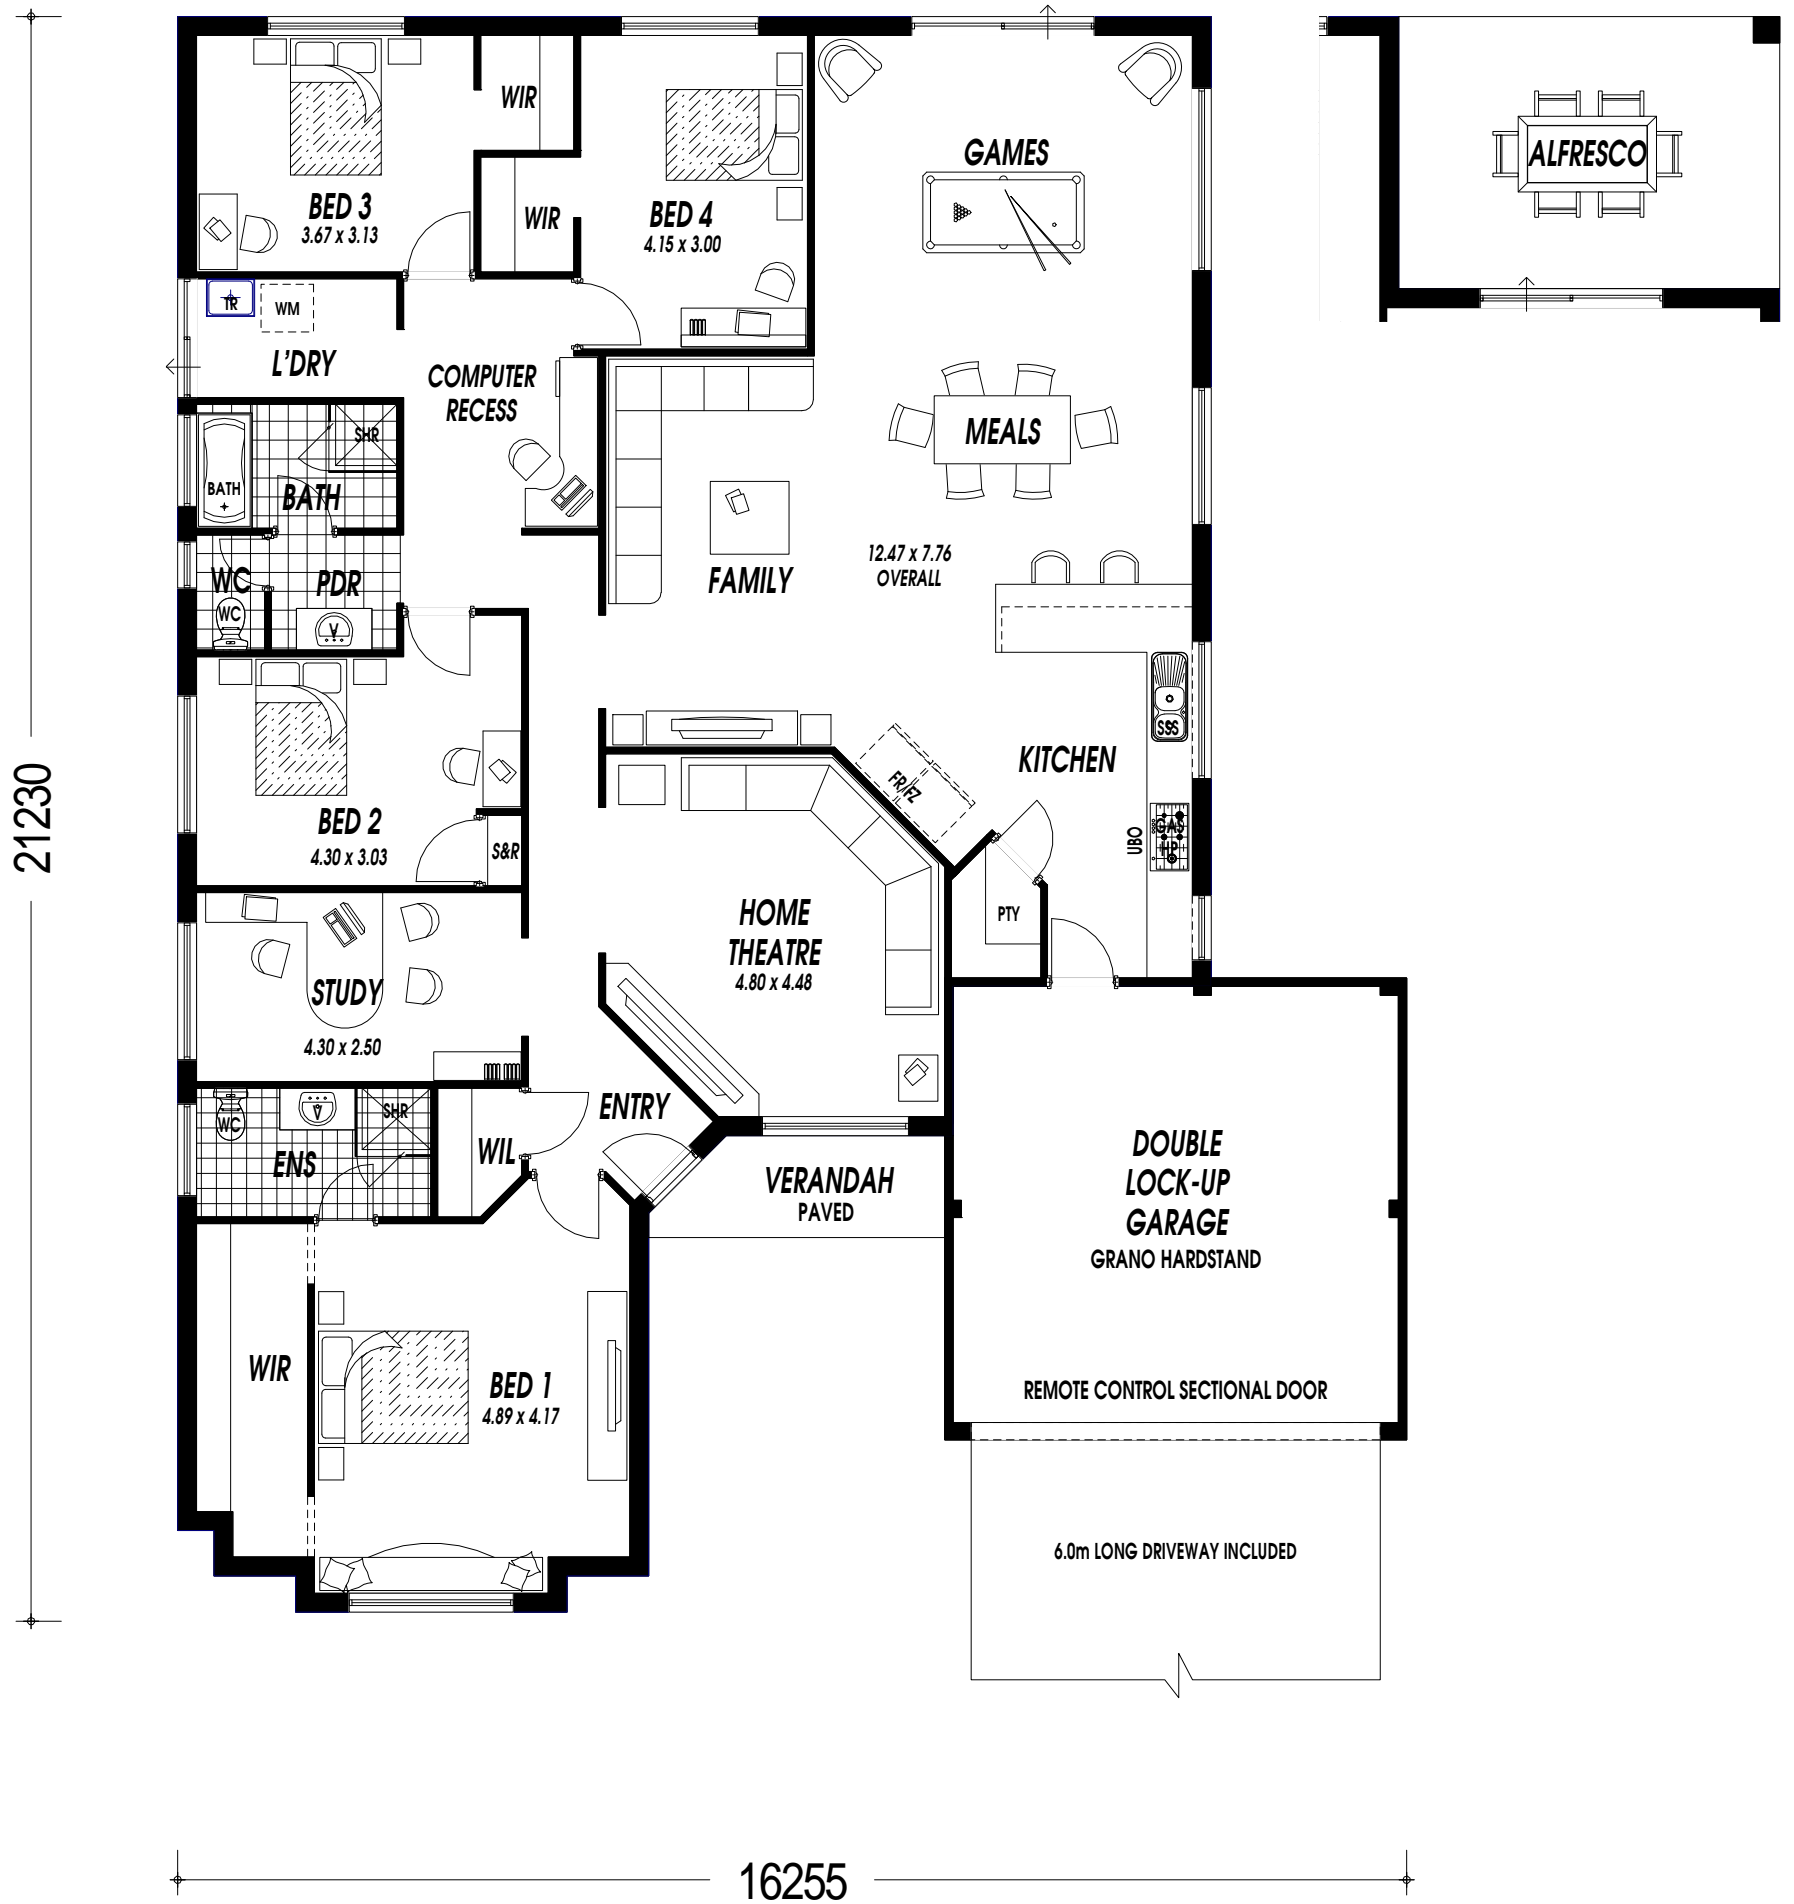 WIR
GAMES
ALFRESCO
BED 3
3.67 x 3.13
WIR
BED 4
4.15 x 3.00
TR
WM
L'DRY
COMPUTER
RECESS
SHR
MEALS
BATH
BATH
12.47 x 7.76
OVERALL
WC
WC
PDR
V
FAMILY
SSS
KITCHEN
FR/FZ
21230
BED 2
4.30 x 3.03
S&R
UBO
GAS
HP
HOME
THEATRE
4.80 x 4.48
PTY
STUDY
4.30 x 2.50
WC
V
SHR
ENS
WIL
ENTRY
VERANDAH
PAVED
DOUBLE
LOCK-UP
GARAGE
GRANO HARDSTAND
WIR
BED 1
4.89 x 4.17
REMOTE CONTROL SECTIONAL DOOR
6.0m LONG DRIVEWAY INCLUDED
16255